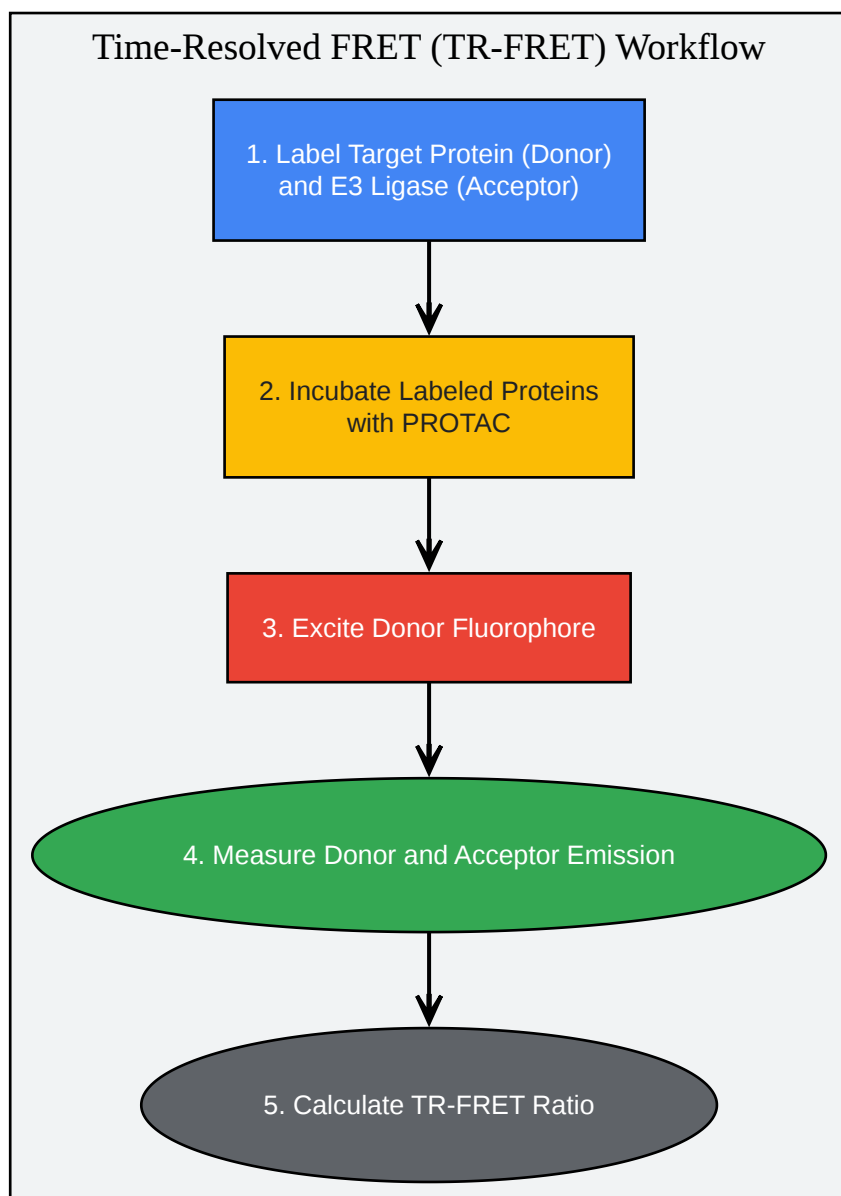 Time-Resolved FRET (TR-FRET) Workflow
1. Label Target Protein (Donor)
and E3 Ligase (Acceptor)
2. Incubate Labeled Proteins
with PROTAC
3. Excite Donor Fluorophore
4. Measure Donor and Acceptor Emission
5. Calculate TR-FRET Ratio